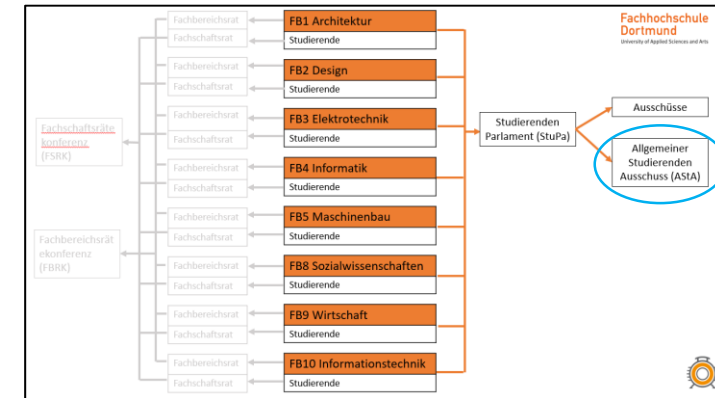 Fachhochschule
Dortmund
University of Applied Sciences and Arts
Fachschaftsräte
konferenz
(FSRK)
Fachbereichsrät
ekonferenz
(FBRK)
Fachbereichsrat
Fachschaftsrat
FB1 Architektur
Studierende
Fachbereichsrat
Fachschaftsrat
FB2 Design
Studierende
Fachbereichsrat
Fachschaftsrat
FB3 Elektrotechnik
Studierende
Fachbereichsrat
Fachschaftsrat
FB4 Informatik
Studierende
Fachbereichsrat
Fachschaftsrat
FB5 Maschinenbau
Studierende
Fachbereichsrat
Fachschaftsrat
FB8 Sozialwissenschaften
Studierende
Fachbereichsrat
Fachschaftsrat
FB9 Wirtschaft
Studierende
Fachbereichsrat
Fachschaftsrat
FB10 Informationstechnik
Studierende
Studierenden
Parlament (StuPa)
Ausschüsse
Allgemeiner
Studierenden
Ausschuss (AStA)